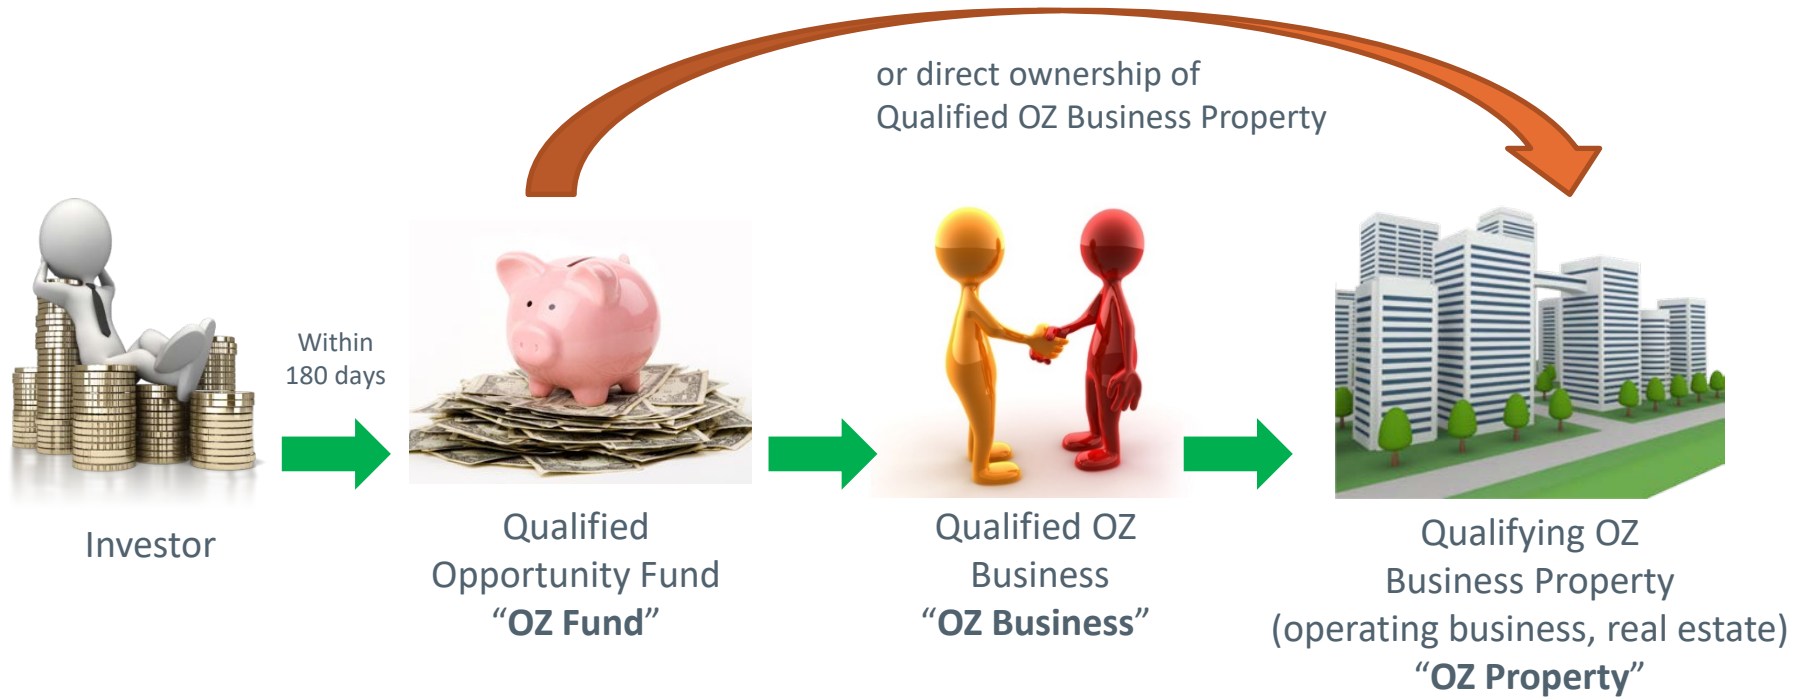 or direct ownership of
Qualified OZ Business Property
Within
180 days
Investor
Qualified
Opportunity Fund
“OZ Fund”
Qualified OZ
Business
“OZ Business”
Qualifying OZ
Business Property
(operating business, real estate)
“OZ Property”